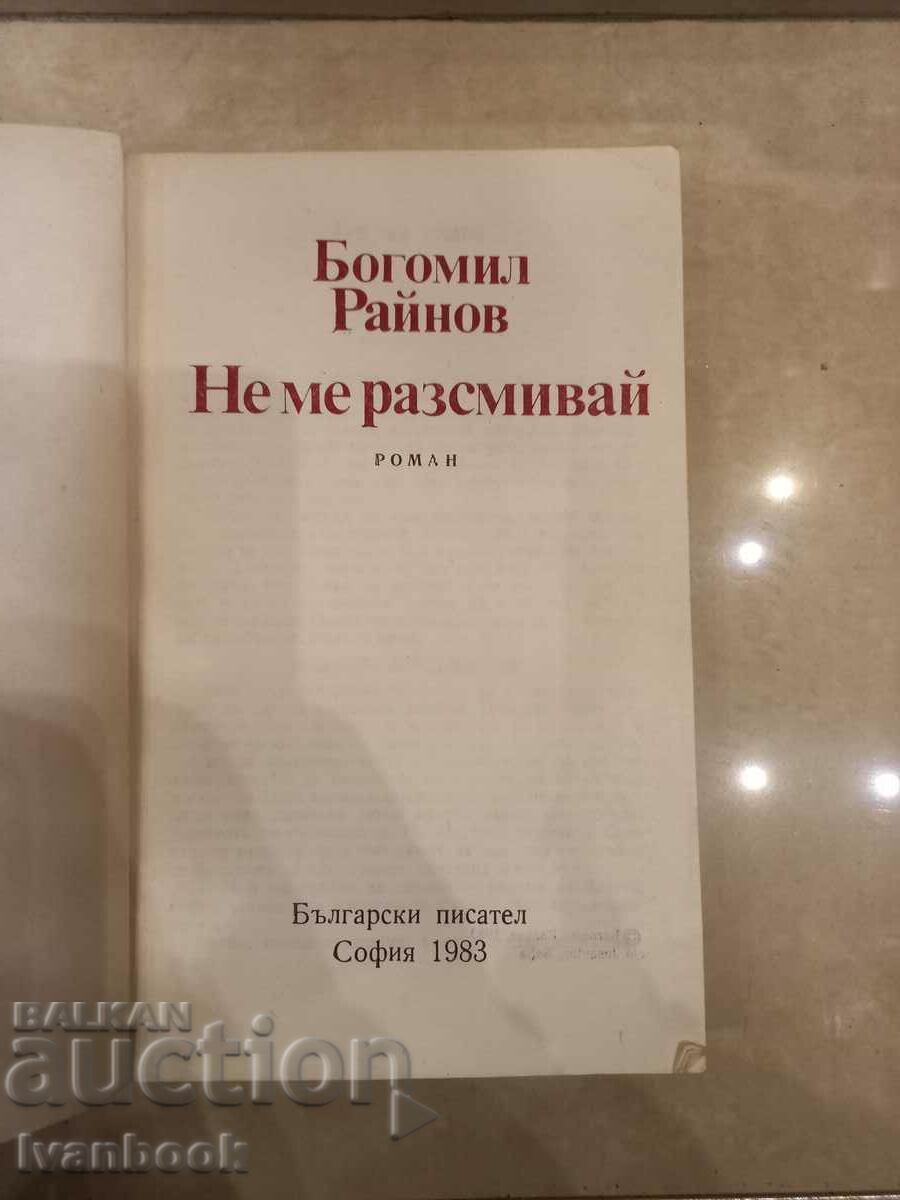 Богомил
Райнов
Не ме разсмивай
РОМАН
Български писател
София 1983
BALKAN
auction
Ivanbook